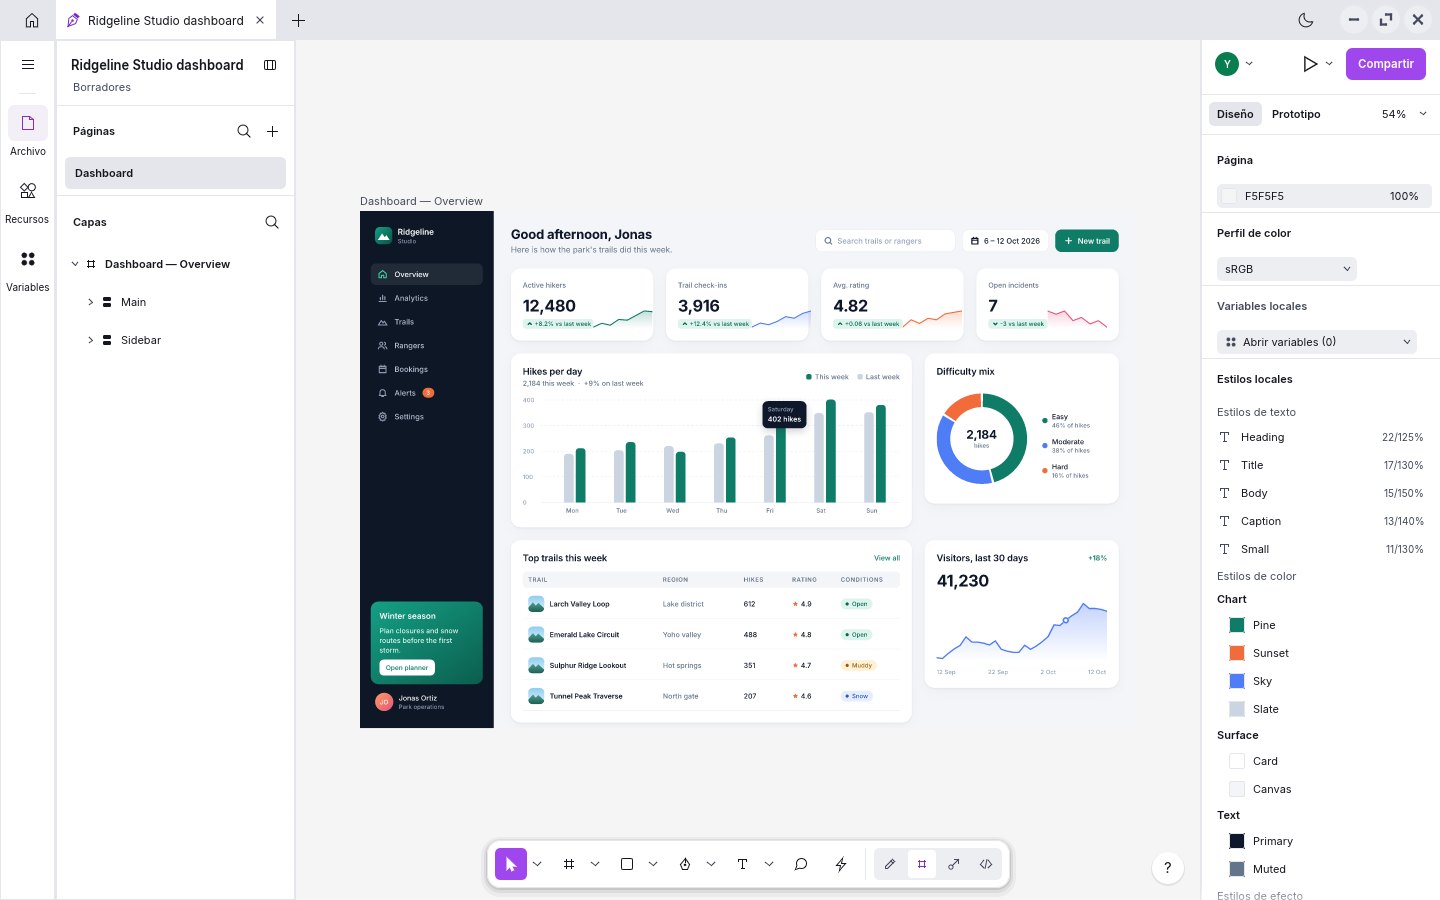 Ridgeline Studio dashboard
Ridgeline Studio dashboard
Borradores
Archivo
Recursos
Variables
Páginas
Dashboard
Capas
Dashboard — Overview
Main
Sidebar
Dashboard — Overview
Ridgeline
Studio
Overview
Analytics
Trails
Rangers
Bookings
Alerts 3
Settings
Winter season
Plan closures and snow
routes before the first
storm.
Open planner
JO
Jonas Ortiz
Park operations
Good afternoon, Jonas
Here is how the park's trails did this week.
Search trails or rangers
6 – 12 Oct 2026
New trail
Active hikers
12,480
+8.2% vs last week
Trail check-ins
3,916
+12.4% vs last week
Avg. rating
4.82
+0.08 vs last week
Open incidents
7
-3 vs last week
Hikes per day
2,184 this week · +9% on last week
This week
Last week
400
300
200
100
0
Saturday
402 hikes
Mon
Tue
Wed
Thu
Fri
Sat
Sun
Difficulty mix
2,184
hikes
Easy
46% of hikes
Moderate
38% of hikes
Hard
16% of hikes
Top trails this week
View all
TRAIL REGION HIKES RATING CONDITIONS
Larch Valley Loop Lake district 612 ★ 4.9 Open
Emerald Lake Circuit Yoho valley 488 ★ 4.8 Open
Sulphur Ridge Lookout Hot springs 351 ★ 4.7 Muddy
Tunnel Peak Traverse North gate 207 ★ 4.6 Snow
Visitors, last 30 days
+18%
41,230
12 Sep
22 Sep
2 Oct
12 Oct
Y
Compartir
Diseño
Prototipo
54%
Página
F5F5F5 100%
Perfil de color
sRGB
Variables locales
Abrir variables (0)
Estilos locales
Estilos de texto
Heading 22/125%
Title 17/130%
Body 15/150%
Caption 13/140%
Small 11/130%
Estilos de color
Chart
Pine
Sunset
Sky
Slate
Surface
Card
Canvas
Text
Primary
Muted
Estilos de efecto
?